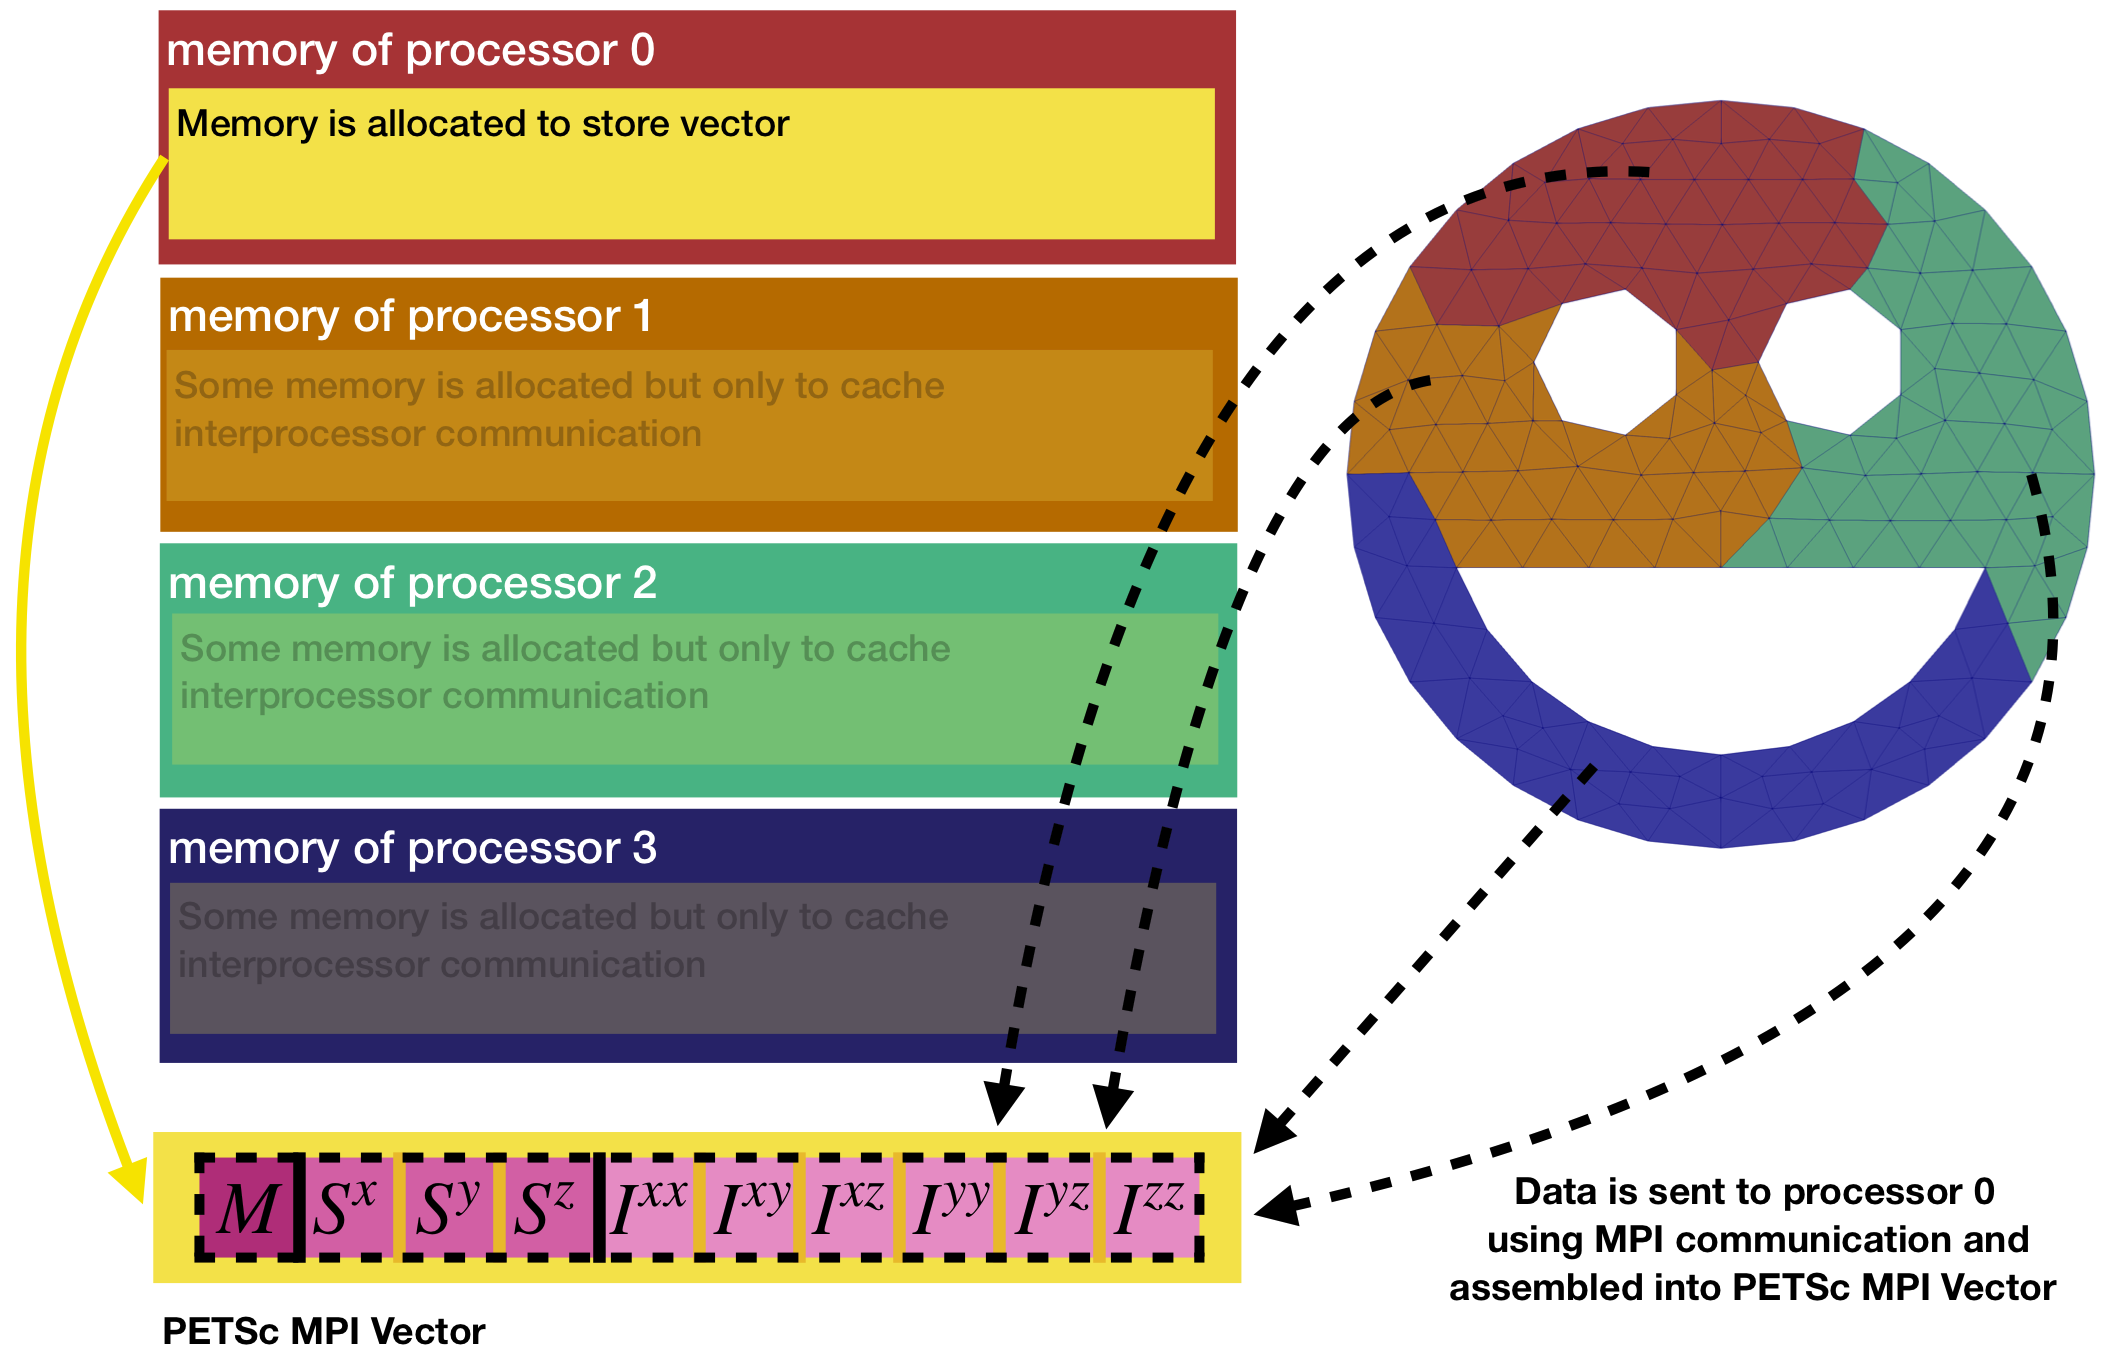 memory of processor 0
Memory is allocated to store vector
memory of processor 1
Some memory is allocated but only to cache
interprocessor communication
memory of processor 2
Some memory is allocated but only to cache
interprocessor communication
memory of processor 3
Some memory is allocated but only to cache
interprocessor communication
M S^x S^y S^z I^xx I^xy I^xz I^yy I^yz I^zz
PETSc MPI Vector
Data is sent to processor 0
using MPI communication and
assembled into PETSc MPI Vector